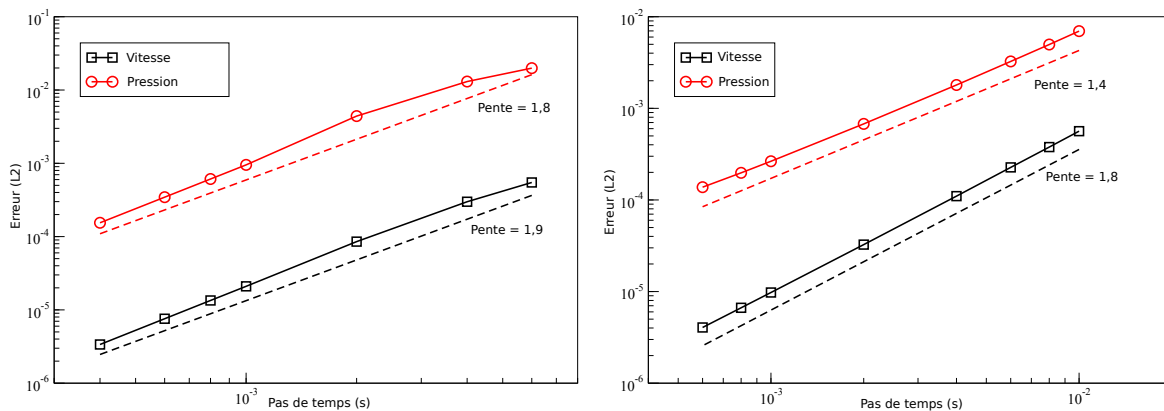 10^-1
10^-2
10^-3
10^-4
10^-5
10^-6
Erreur (L2)
Vitesse
Pression
Pente = 1,8
Pente = 1,9
10^-3
Pas de temps (s)
10^-2
10^-3
10^-4
10^-5
10^-6
Erreur (L2)
Vitesse
Pression
Pente = 1,4
Pente = 1,8
10^-3
10^-2
Pas de temps (s)